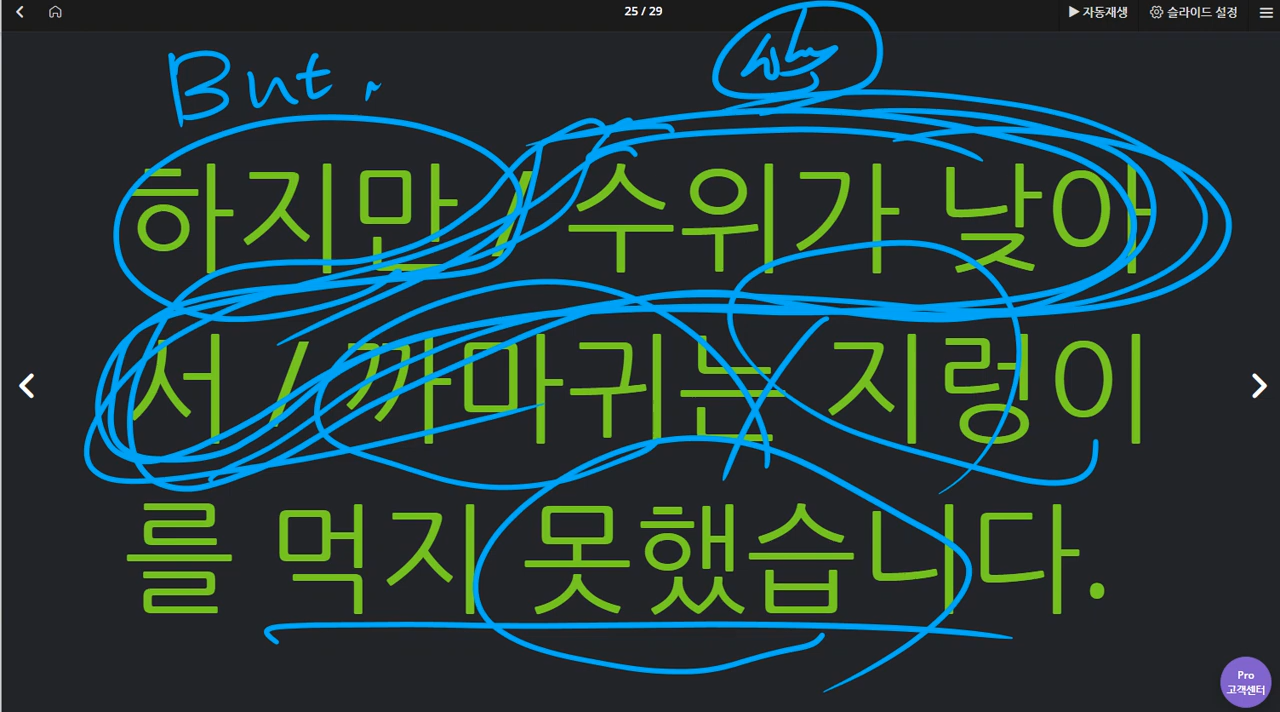 25 / 29
▶ 자동재생 슬라이드 설정
But,
하지만 / 수위가 낮아
서 / 까마귀는 지렁이
를 먹지 못했습니다.
Pro
고객센터